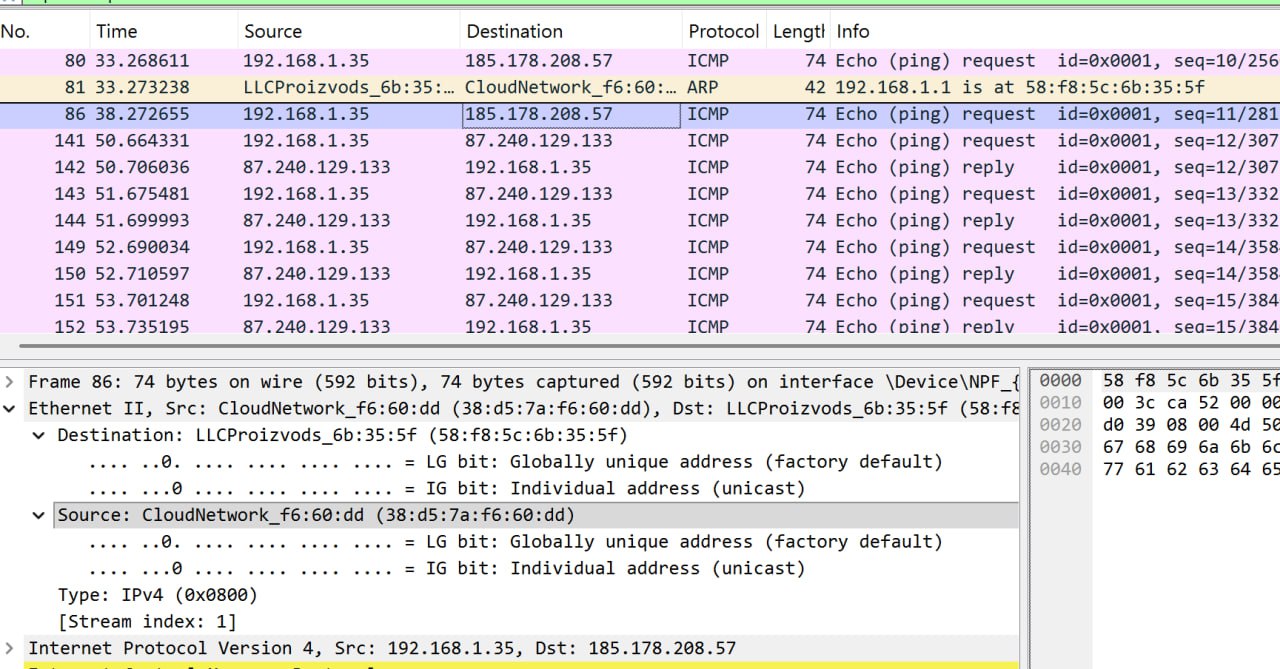 No. Time Source Destination Protocol Length Info
80 33.268611 192.168.1.35 185.178.208.57 ICMP 74 Echo (ping) request id=0x0001, seq=10/256
81 33.273238 LLCProizvods_6b:35:… CloudNetwork_f6:60:… ARP 42 192.168.1.1 is at 58:f8:5c:6b:35:5f
86 38.272655 192.168.1.35 185.178.208.57 ICMP 74 Echo (ping) request id=0x0001, seq=11/281
141 50.664331 192.168.1.35 87.240.129.133 ICMP 74 Echo (ping) request id=0x0001, seq=12/307
142 50.706036 87.240.129.133 192.168.1.35 ICMP 74 Echo (ping) reply id=0x0001, seq=12/307
143 51.675481 192.168.1.35 87.240.129.133 ICMP 74 Echo (ping) request id=0x0001, seq=13/332
144 51.699993 87.240.129.133 192.168.1.35 ICMP 74 Echo (ping) reply id=0x0001, seq=13/332
149 52.690034 192.168.1.35 87.240.129.133 ICMP 74 Echo (ping) request id=0x0001, seq=14/358
150 52.710597 87.240.129.133 192.168.1.35 ICMP 74 Echo (ping) reply id=0x0001, seq=14/358
151 53.701248 192.168.1.35 87.240.129.133 ICMP 74 Echo (ping) request id=0x0001, seq=15/384
152 53.735195 87.240.129.133 192.168.1.35 ICMP 74 Echo (ping) reply id=0x0001, seq=15/384
Frame 86: 74 bytes on wire (592 bits), 74 bytes captured (592 bits) on interface \Device\NPF_{
Ethernet II, Src: CloudNetwork_f6:60:dd (38:d5:7a:f6:60:dd), Dst: LLCProizvods_6b:35:5f (58:f8
Destination: LLCProizvods_6b:35:5f (58:f8:5c:6b:35:5f)
.... ..0. .... .... .... .... = LG bit: Globally unique address (factory default)
.... ...0 .... .... .... .... = IG bit: Individual address (unicast)
Source: CloudNetwork_f6:60:dd (38:d5:7a:f6:60:dd)
.... ..0. .... .... .... .... = LG bit: Globally unique address (factory default)
.... ...0 .... .... .... .... = IG bit: Individual address (unicast)
Type: IPv4 (0x0800)
[Stream index: 1]
Internet Protocol Version 4, Src: 192.168.1.35, Dst: 185.178.208.57
0000 58 f8 5c 6b 35 5f
0010 00 3c ca 52 00 00
0020 d0 39 08 00 4d 50
0030 67 68 69 6a 6b 6c
0040 77 61 62 63 64 65